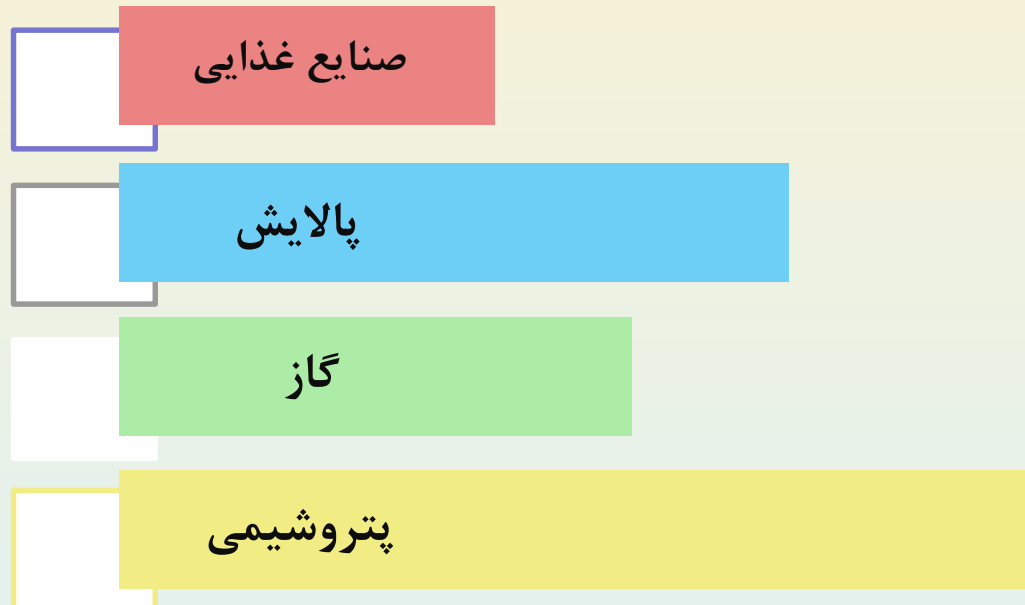 صنایع غذایی
پالایش
گاز
پتروشیمی